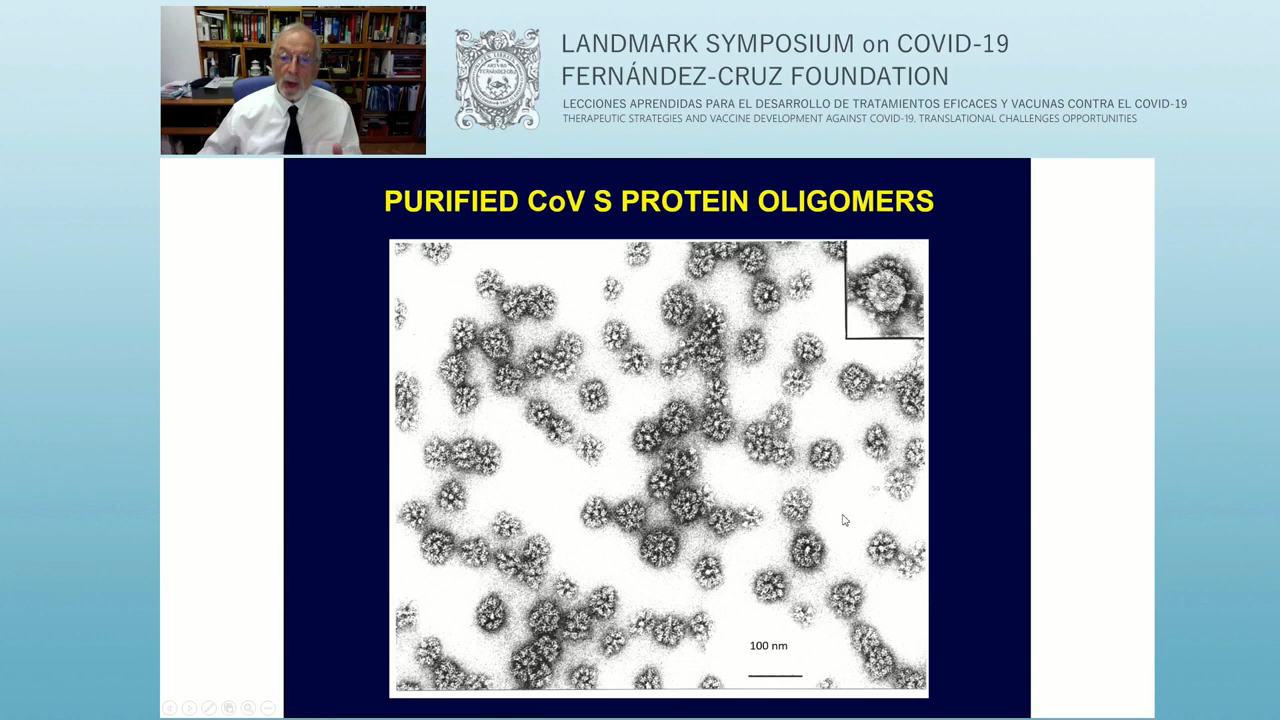 LANDMARK SYMPOSIUM on COVID-19
FERNÁNDEZ-CRUZ FOUNDATION
LECCIONES APRENDIDAS PARA EL DESARROLLO DE TRATAMIENTOS EFICACES Y VACUNAS CONTRA EL COVID-19
THERAPEUTIC STRATEGIES AND VACCINE DEVELOPMENT AGAINST COVID-19. TRANSLATIONAL CHALLENGES OPPORTUNITIES
PURIFIED CoV S PROTEIN OLIGOMERS
100 nm